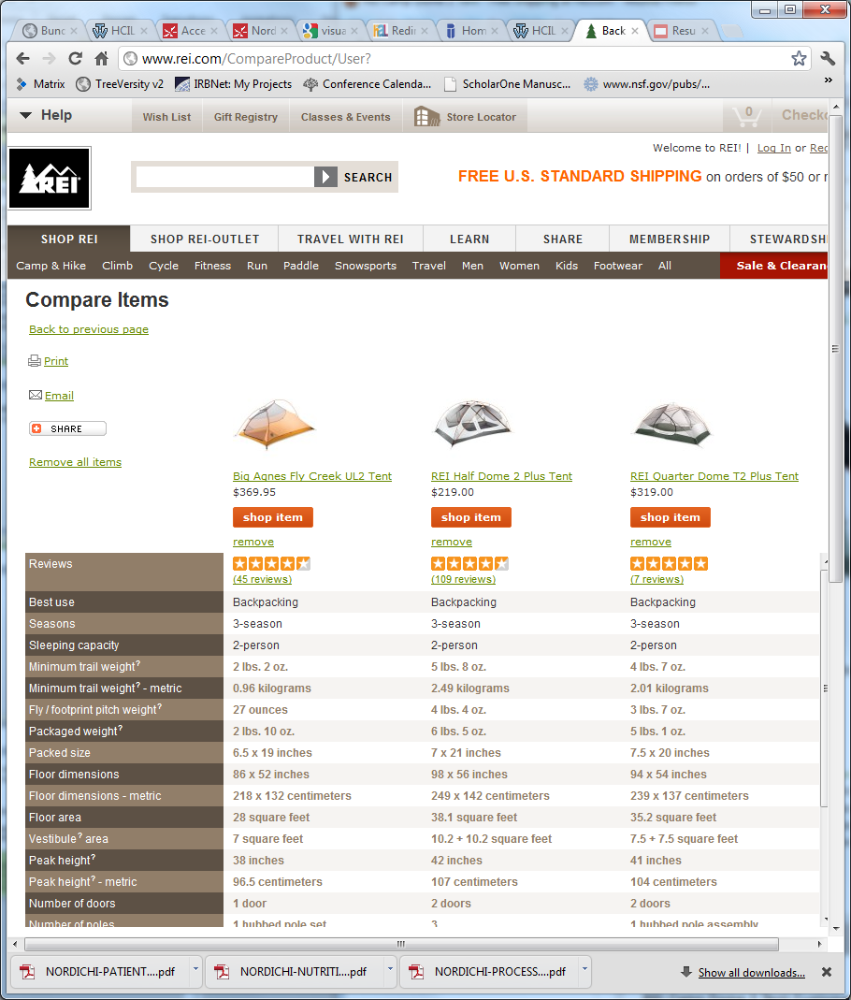 Bunc
HCIL
Acce
Nord
visua
Redir
Hom
HCIL
Back
Resu
www.rei.com/CompareProduct/User?
Matrix TreeVersity v2 IRBNet: My Projects Conference Calenda... ScholarOne Manusc... www.nsf.gov/pubs/... »
Help Wish List Gift Registry Classes & Events Store Locator 0 Checko
Welcome to REI! | Log In or Reg
REI
SEARCH
FREE U.S. STANDARD SHIPPING on orders of $50 or
SHOP REI SHOP REI-OUTLET TRAVEL WITH REI LEARN SHARE MEMBERSHIP STEWARDSHI
Camp & Hike Climb Cycle Fitness Run Paddle Snowsports Travel Men Women Kids Footwear All Sale & Clearan
Compare Items
Back to previous page
Print
Email
SHARE
Remove all items
Big Agnes Fly Creek UL2 Tent REI Half Dome 2 Plus Tent REI Quarter Dome T2 Plus Tent
$369.95 $219.00 $319.00
shop item shop item shop item
remove remove remove
Reviews
(45 reviews) (109 reviews) (7 reviews)
Best use Backpacking Backpacking Backpacking
Seasons 3-season 3-season 3-season
Sleeping capacity 2-person 2-person 2-person
Minimum trail weight? 2 lbs. 2 oz. 5 lbs. 8 oz. 4 lbs. 7 oz.
Minimum trail weight? - metric 0.96 kilograms 2.49 kilograms 2.01 kilograms
Fly / footprint pitch weight? 27 ounces 4 lbs. 4 oz. 3 lbs. 7 oz.
Packaged weight? 2 lbs. 10 oz. 6 lbs. 5 oz. 5 lbs. 1 oz.
Packed size 6.5 x 19 inches 7 x 21 inches 7.5 x 20 inches
Floor dimensions 86 x 52 inches 98 x 56 inches 94 x 54 inches
Floor dimensions - metric 218 x 132 centimeters 249 x 142 centimeters 239 x 137 centimeters
Floor area 28 square feet 38.1 square feet 35.2 square feet
Vestibule? area 7 square feet 10.2 + 10.2 square feet 7.5 + 7.5 square feet
Peak height? 38 inches 42 inches 41 inches
Peak height? - metric 96.5 centimeters 107 centimeters 104 centimeters
Number of doors 1 door 2 doors 2 doors
Number of poles 1 hubbed pole set 3 1 hubbed pole assembly
NORDICHI-PATIENT....pdf NORDICHI-NUTRITI....pdf NORDICHI-PROCESS....pdf Show all downloads...